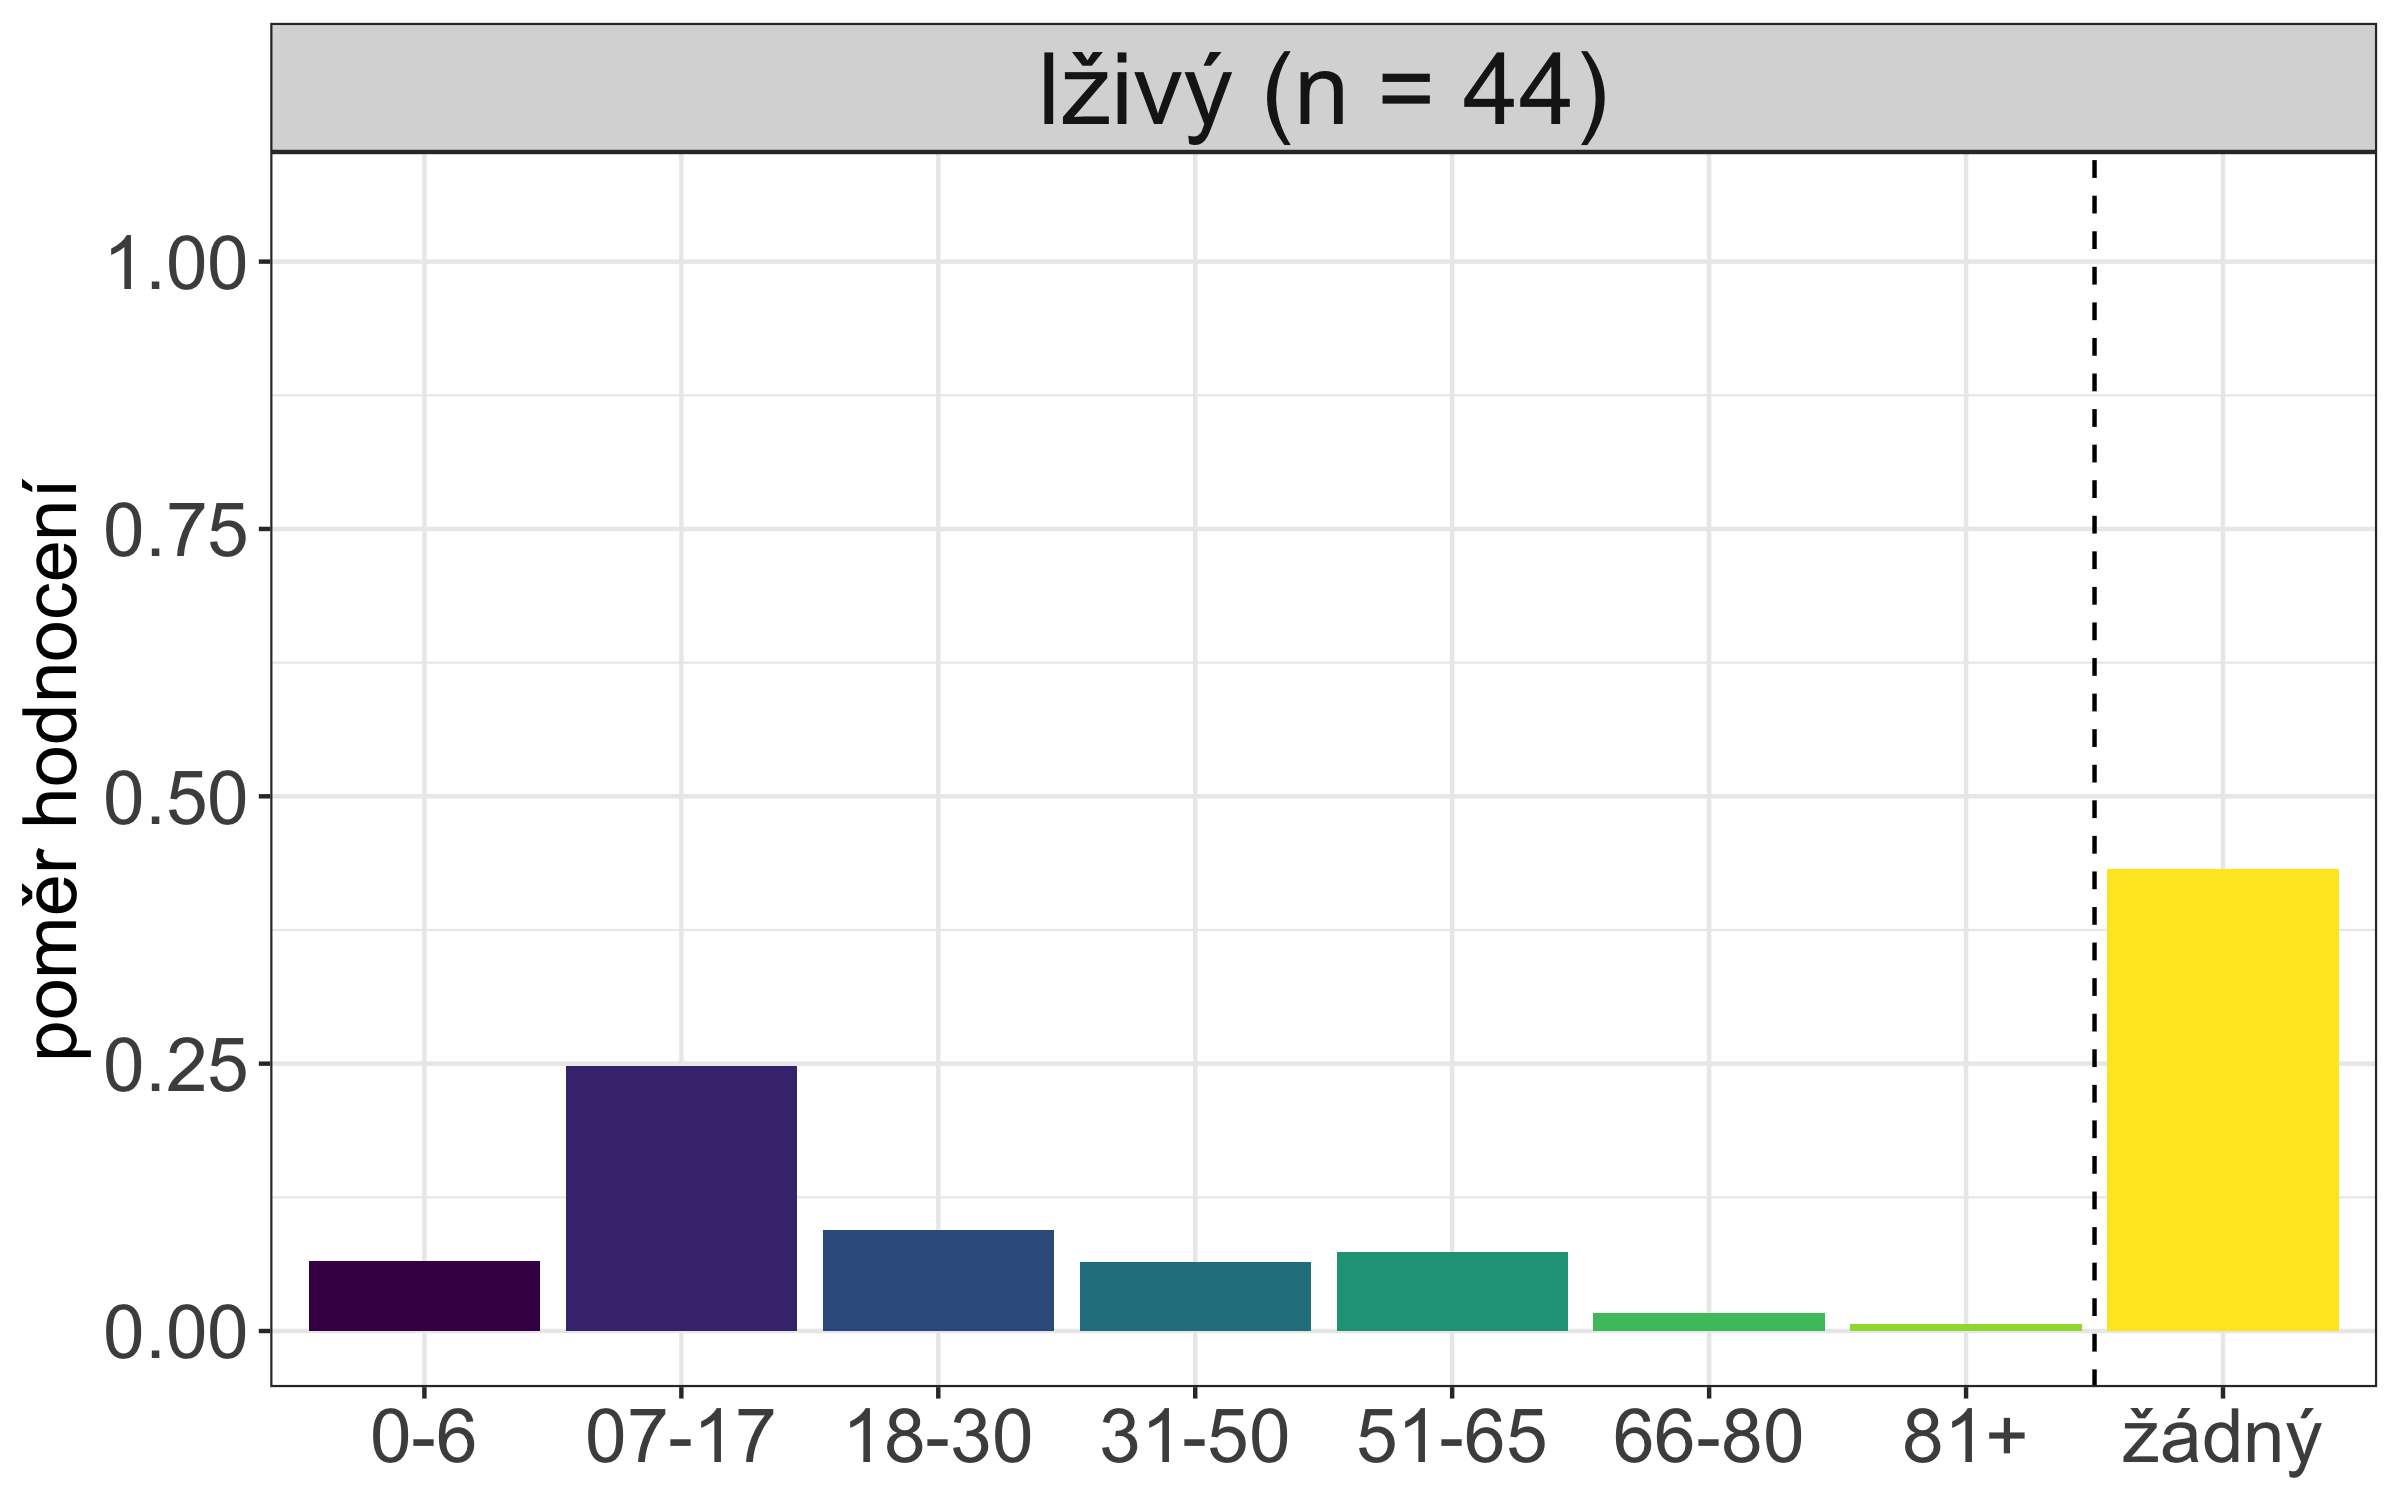 lživý (n = 44)
poměr hodnocení
1.00
0.75
0.50
0.25
0.00
0-6 07-17 18-30 31-50 51-65 66-80 81+ žádný